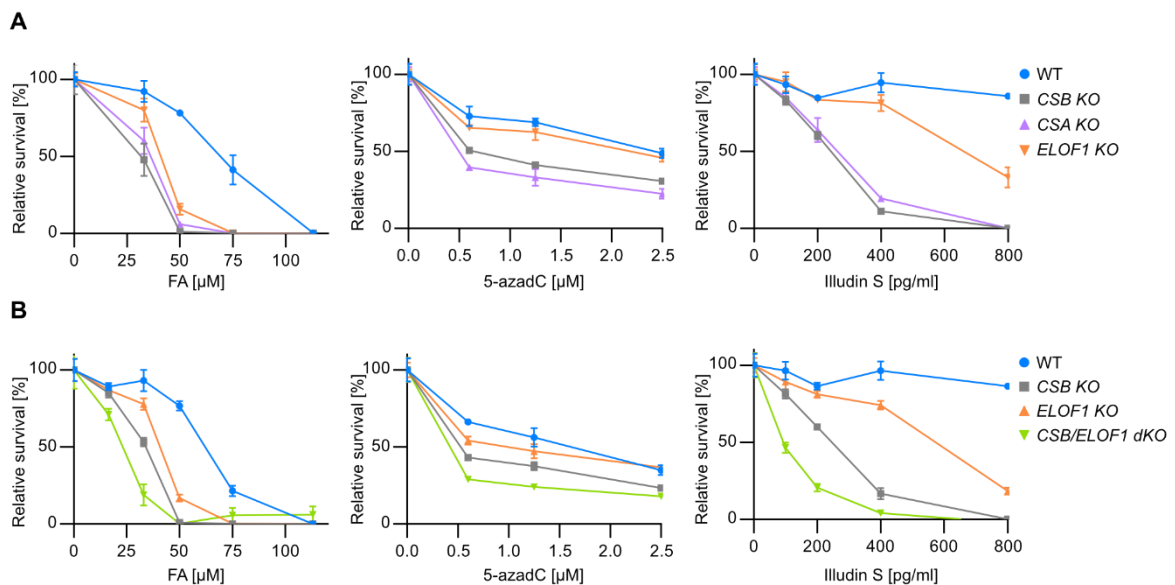 A
Relative survival [%]
100
50
0
0
25
50
75
100
FA [µM]
Relative survival [%]
100
50
0
0.0
0.5
1.0
1.5
2.0
2.5
5-azadC [µM]
Relative survival [%]
100
50
0
0
200
400
600
800
Illudin S [pg/ml]
WT
CSB KO
CSA KO
ELOF1 KO
B
Relative survival [%]
100
50
0
0
25
50
75
100
FA [µM]
Relative survival [%]
100
50
0
0.0
0.5
1.0
1.5
2.0
2.5
5-azadC [µM]
Relative survival [%]
100
50
0
0
200
400
600
800
Illudin S [pg/ml]
WT
CSB KO
ELOF1 KO
CSB/ELOF1 dKO